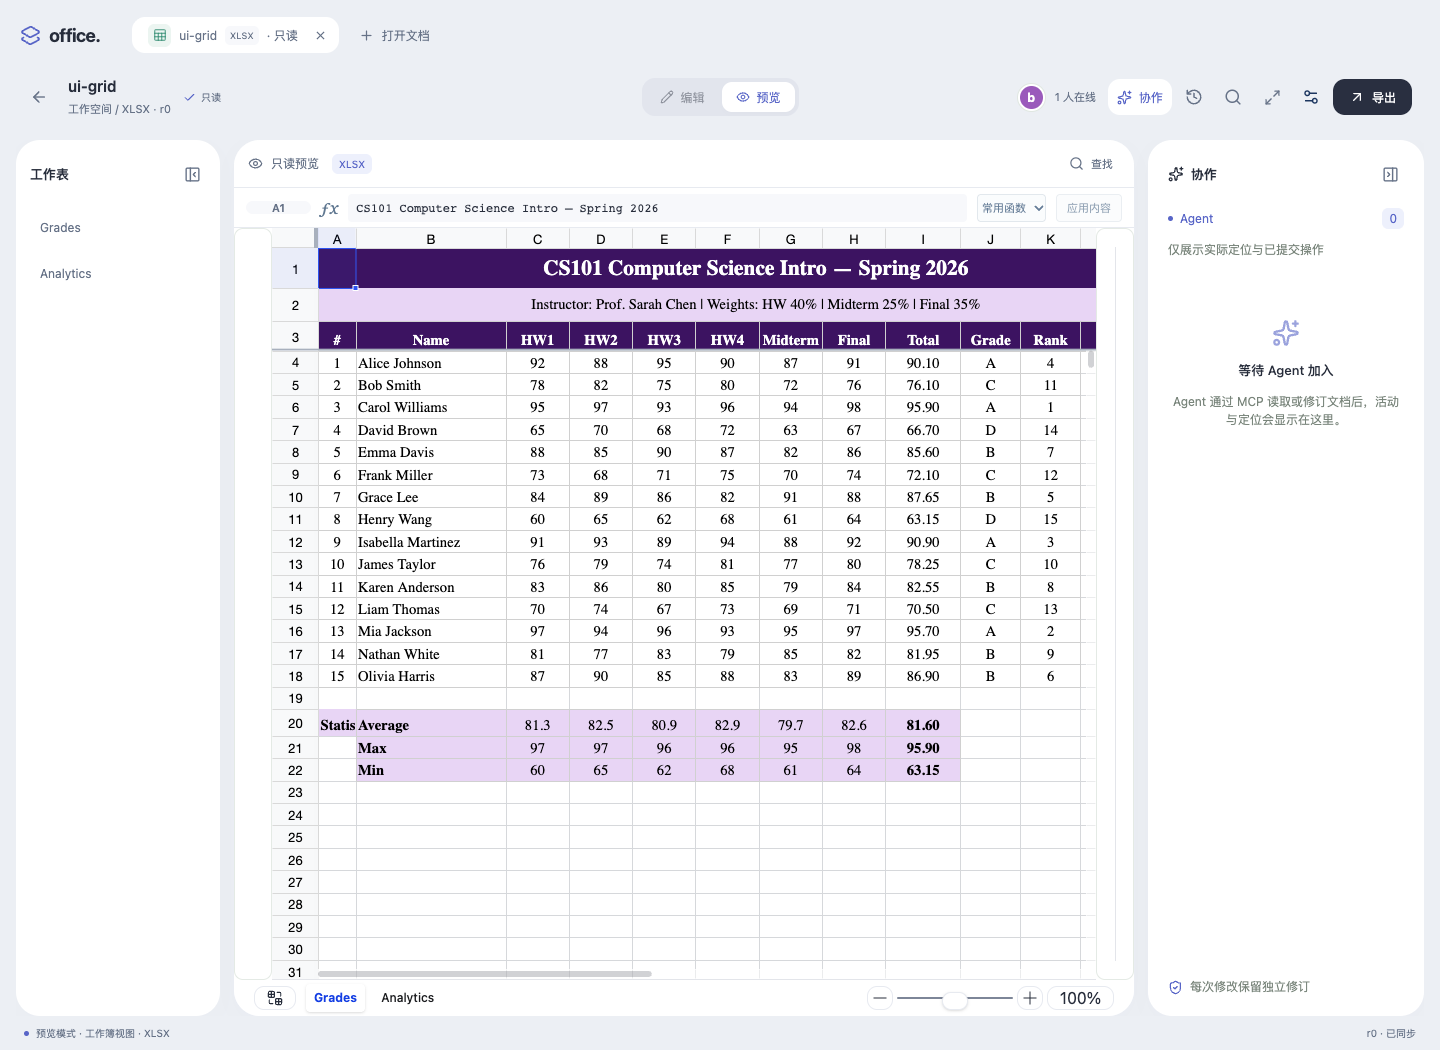 office.
ui-grid XLSX · 只读
打开文档
ui-grid
工作空间 / XLSX · r0
只读
编辑
预览
b
1 人在线
协作
导出
工作表
Grades
Analytics
只读预览 XLSX
查找
A1 fx CS101 Computer Science Intro — Spring 2026 常用函数 应用内容
A B C D E F G H I J K
1 CS101 Computer Science Intro — Spring 2026
2 Instructor: Prof. Sarah Chen | Weights: HW 40% | Midterm 25% | Final 35%
3 # Name HW1 HW2 HW3 HW4 Midterm Final Total Grade Rank
4 1 Alice Johnson 92 88 95 90 87 91 90.10 A 4
5 2 Bob Smith 78 82 75 80 72 76 76.10 C 11
6 3 Carol Williams 95 97 93 96 94 98 95.90 A 1
7 4 David Brown 65 70 68 72 63 67 66.70 D 14
8 5 Emma Davis 88 85 90 87 82 86 85.60 B 7
9 6 Frank Miller 73 68 71 75 70 74 72.10 C 12
10 7 Grace Lee 84 89 86 82 91 88 87.65 B 5
11 8 Henry Wang 60 65 62 68 61 64 63.15 D 15
12 9 Isabella Martinez 91 93 89 94 88 92 90.90 A 3
13 10 James Taylor 76 79 74 81 77 80 78.25 C 10
14 11 Karen Anderson 83 86 80 85 79 84 82.55 B 8
15 12 Liam Thomas 70 74 67 73 69 71 70.50 C 13
16 13 Mia Jackson 97 94 96 93 95 97 95.70 A 2
17 14 Nathan White 81 77 83 79 85 82 81.95 B 9
18 15 Olivia Harris 87 90 85 88 83 89 86.90 B 6
19
20 Statis Average 81.3 82.5 80.9 82.9 79.7 82.6 81.60
21 Max 97 97 96 96 95 98 95.90
22 Min 60 65 62 68 61 64 63.15
23
24
25
26
27
28
29
30
31
Grades Analytics
100%
协作
Agent 0
仅展示实际定位与已提交操作
等待 Agent 加入
Agent 通过 MCP 读取或修订文档后，活动
与定位会显示在这里。
每次修改保留独立修订
预览模式 · 工作簿视图 · XLSX
r0 · 已同步